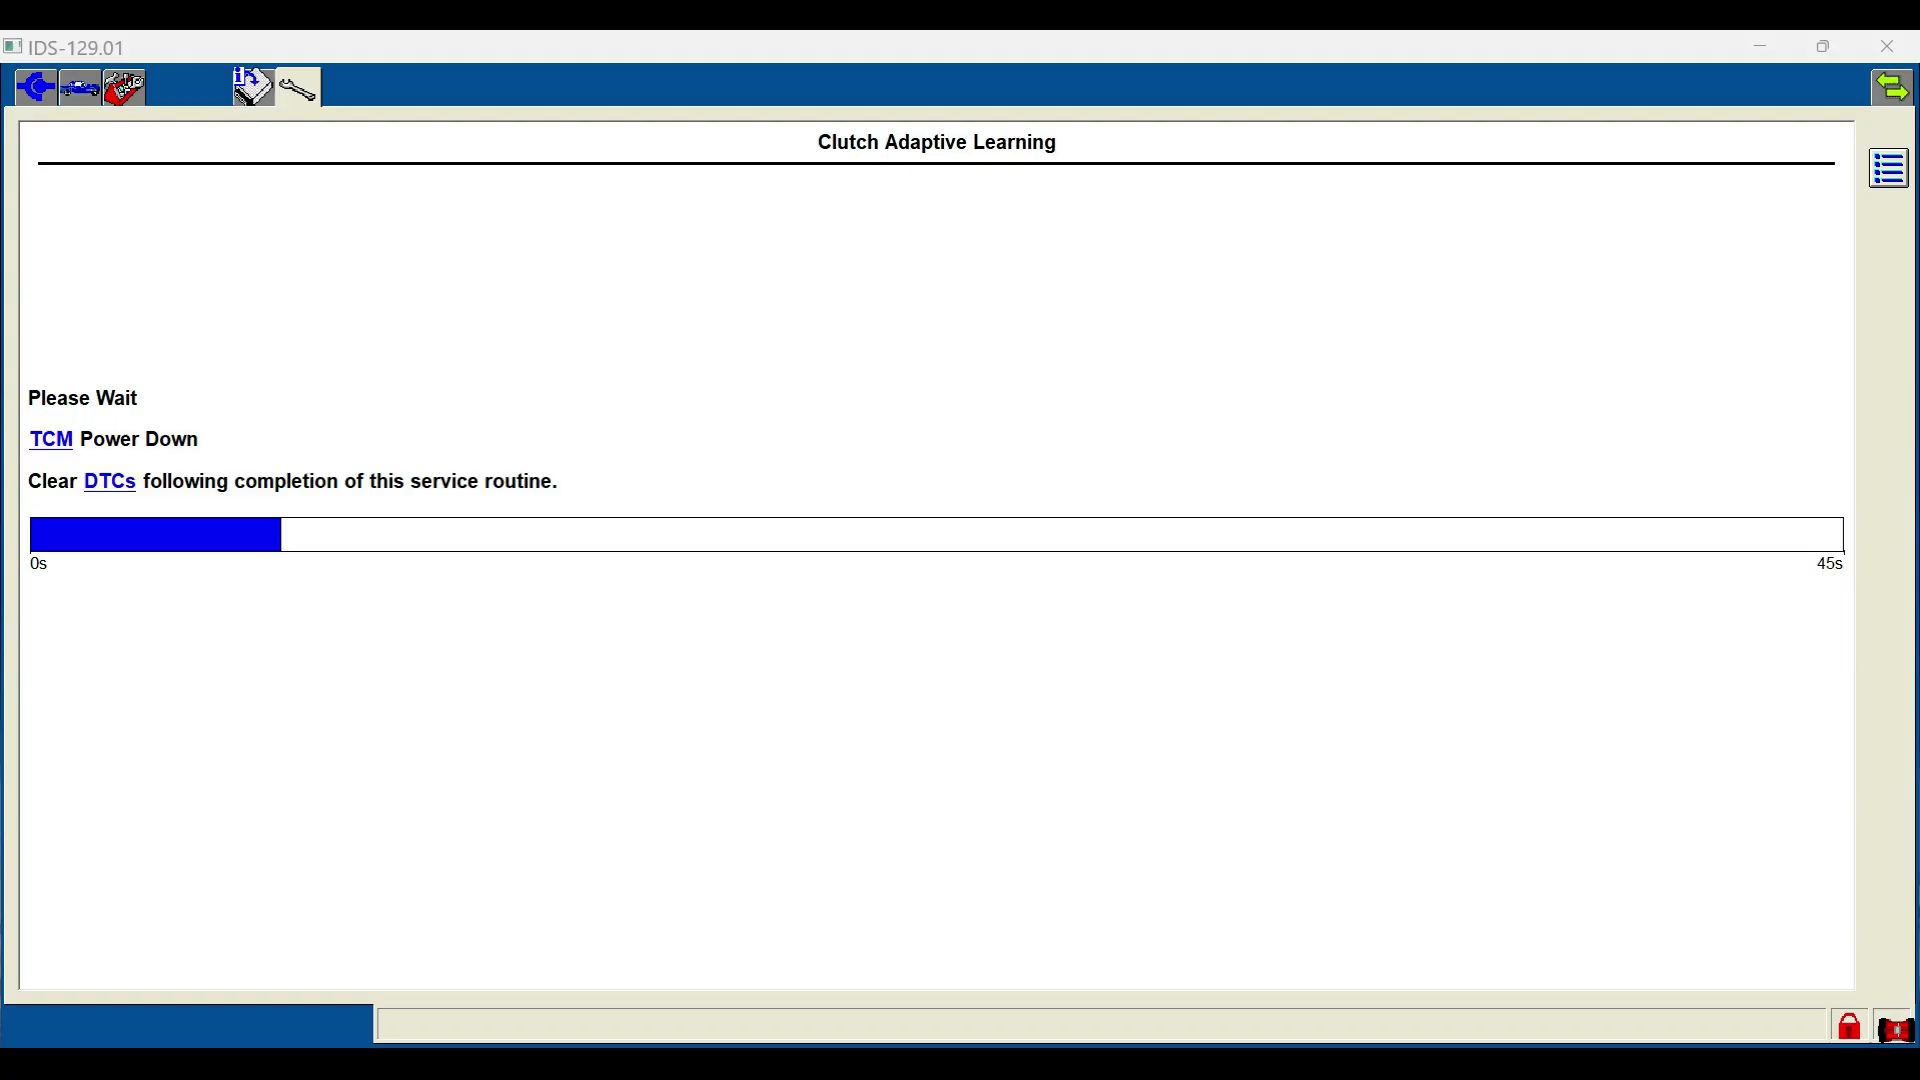 IDS-129.01
Clutch Adaptive Learning
Please Wait
TCM Power Down
Clear DTCs following completion of this service routine.
0s 45s